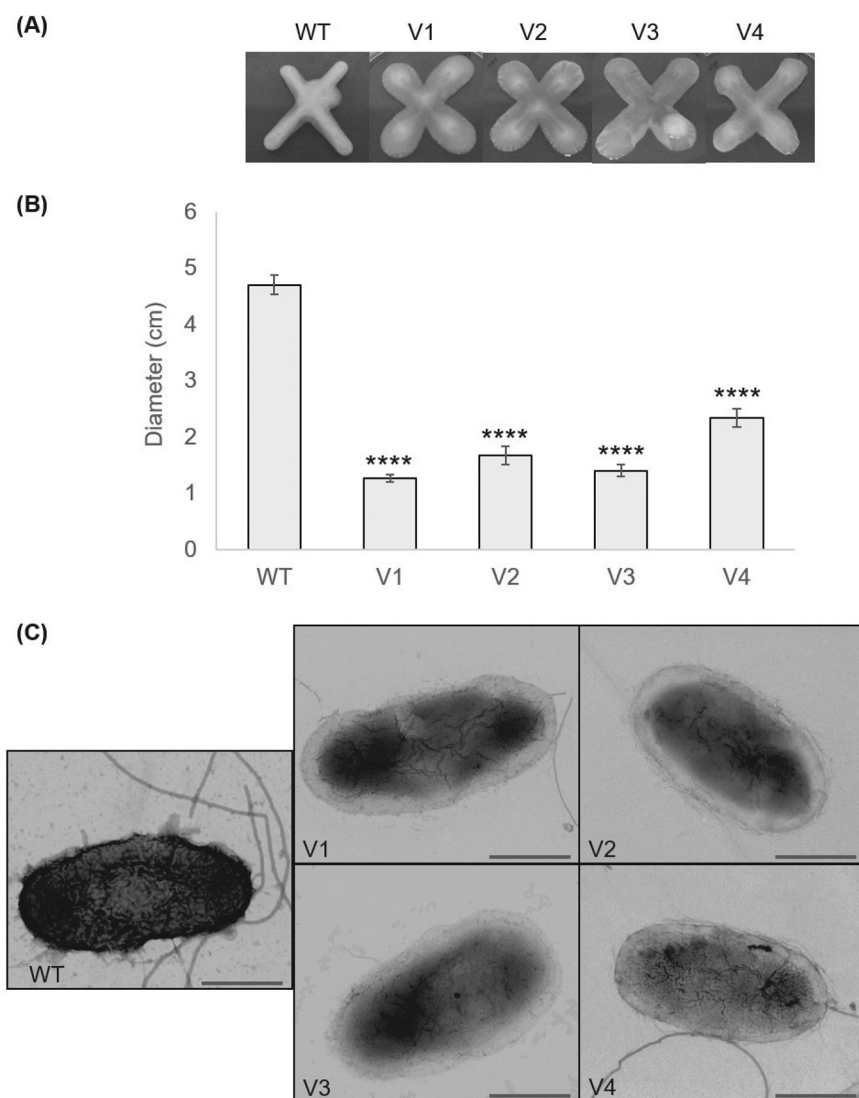 (A)
WT V1 V2 V3 V4
(B)
Diameter (cm)
6
5
4
3
2
1
0
****
****
****
****
WT V1 V2 V3 V4
(C)
WT
V1
V2
V3
V4